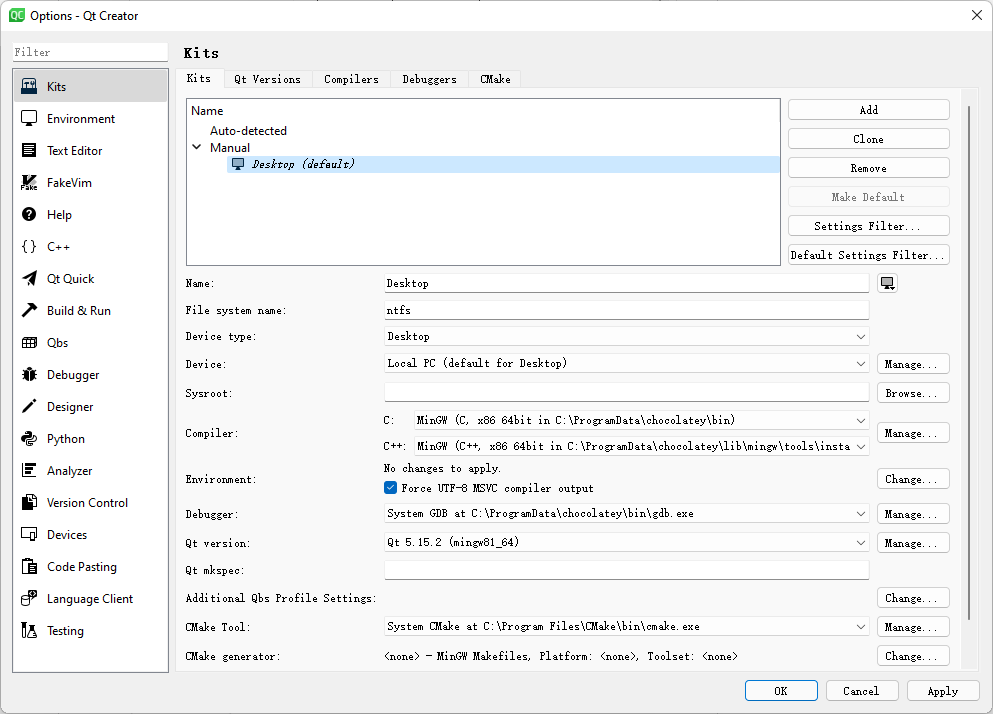 QC Options - Qt Creator
Filter
Kits
Kits
Environment
Text Editor
Fake FakeVim
Help
{} C++
Qt Quick
Build & Run
Qbs
Debugger
Designer
Python
Analyzer
Version Control
Devices
Code Pasting
Language Client
Testing
Kits Qt Versions Compilers Debuggers CMake
Name
Auto-detected
Manual
Desktop (default)
Add
Clone
Remove
Make Default
Settings Filter...
Default Settings Filter...
Name: Desktop
File system name: ntfs
Device type: Desktop
Device: Local PC (default for Desktop) Manage...
Sysroot: Browse...
Compiler: C: MinGW (C, x86 64bit in C:\ProgramData\chocolatey\bin) Manage...
C++: MinGW (C++, x86 64bit in C:\ProgramData\chocolatey\lib\mingw\tools\insta
Environment: No changes to apply. Change...
Force UTF-8 MSVC compiler output
Debugger: System GDB at C:\ProgramData\chocolatey\bin\gdb.exe Manage...
Qt version: Qt 5.15.2 (mingw81_64) Manage...
Qt mkspec:
Additional Qbs Profile Settings: Change...
CMake Tool: System CMake at C:\Program Files\CMake\bin\cmake.exe Manage...
CMake generator: <none> - MinGW Makefiles, Platform: <none>, Toolset: <none> Change...
OK Cancel Apply